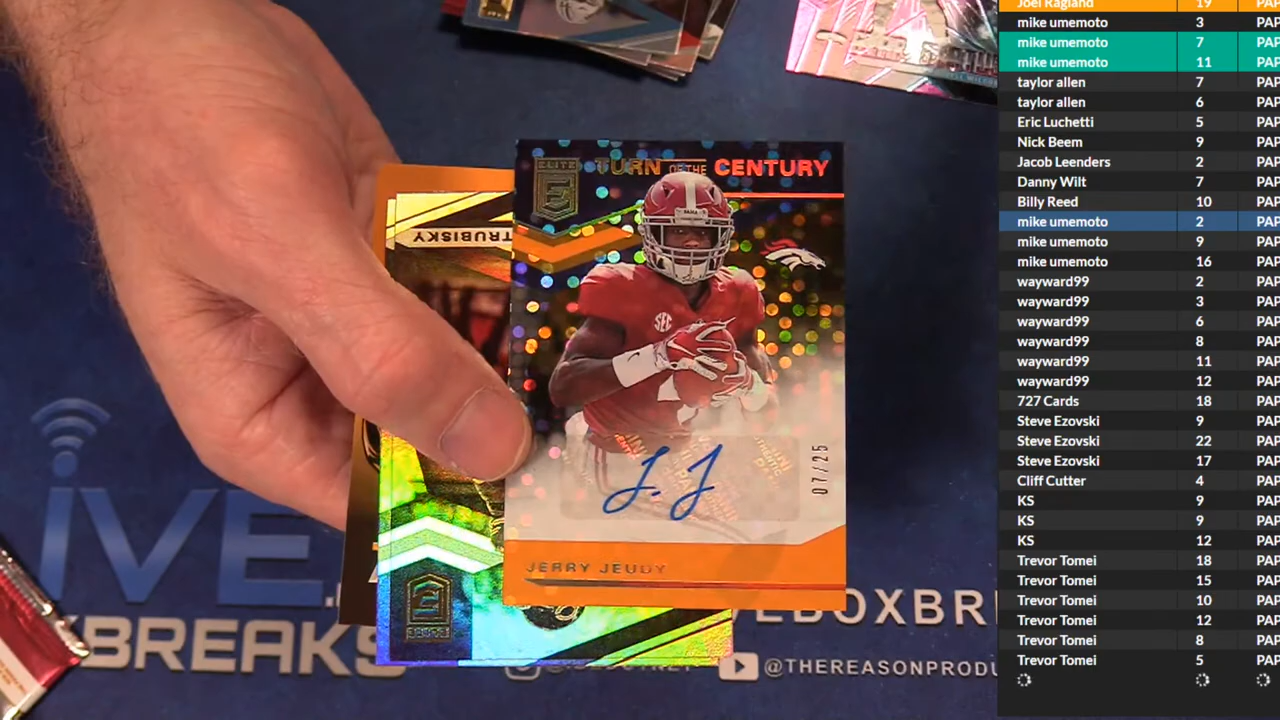 ELITE
TURN OF THE CENTURY
BAMA
SEC
07/25
JERRY JEUDY
TRUBISKY
iVE
XBREAKS
EBOXBR
@THEREASONPRODU
Joel Ragland 19 PAP
mike umemoto 3 PAP
mike umemoto 7 PAP
mike umemoto 11 PAP
taylor allen 7 PAP
taylor allen 6 PAP
Eric Luchetti 5 PAP
Nick Beem 9 PAP
Jacob Leenders 2 PAP
Danny Wilt 7 PAP
Billy Reed 10 PAP
mike umemoto 2 PAP
mike umemoto 9 PAP
mike umemoto 16 PAP
wayward99 2 PAP
wayward99 3 PAP
wayward99 6 PAP
wayward99 8 PAP
wayward99 11 PAP
wayward99 12 PAP
727 Cards 18 PAP
Steve Ezovski 9 PAP
Steve Ezovski 22 PAP
Steve Ezovski 17 PAP
Cliff Cutter 4 PAP
KS 9 PAP
KS 9 PAP
KS 12 PAP
Trevor Tomei 18 PAP
Trevor Tomei 15 PAP
Trevor Tomei 10 PAP
Trevor Tomei 12 PAP
Trevor Tomei 8 PAP
Trevor Tomei 5 PAP